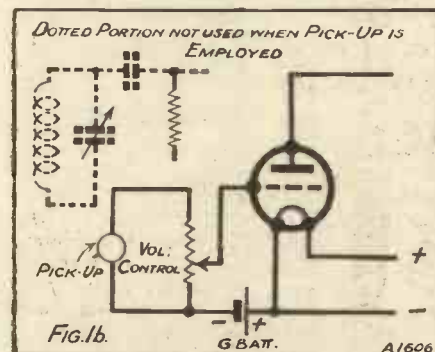 DOTTED PORTION NOT USED WHEN PICK-UP IS
EMPLOYED
PICK-UP
VOL:
CONTROL
+
-
- +
G.BATT.
FIG.1b.
A1606